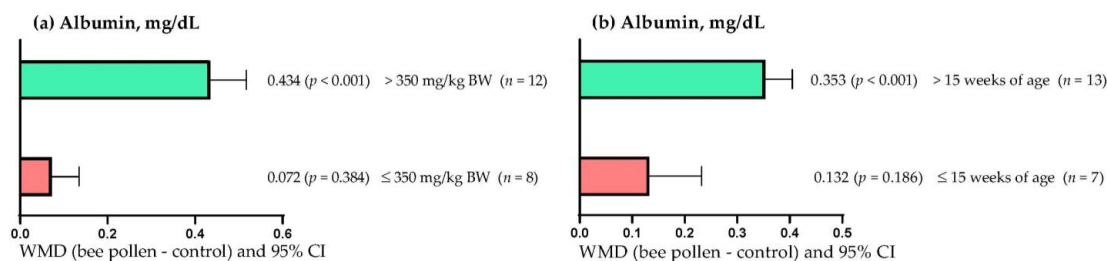 (a) Albumin, mg/dL
0.434 (p < 0.001) > 350 mg/kg BW (n = 12)
0.072 (p = 0.384) ≤ 350 mg/kg BW (n = 8)
0.0 0.2 0.4 0.6
WMD (bee pollen - control) and 95% CI
(b) Albumin, mg/dL
0.353 (p < 0.001) > 15 weeks of age (n = 13)
0.132 (p = 0.186) ≤ 15 weeks of age (n = 7)
0.0 0.1 0.2 0.3 0.4 0.5
WMD (bee pollen - control) and 95% CI